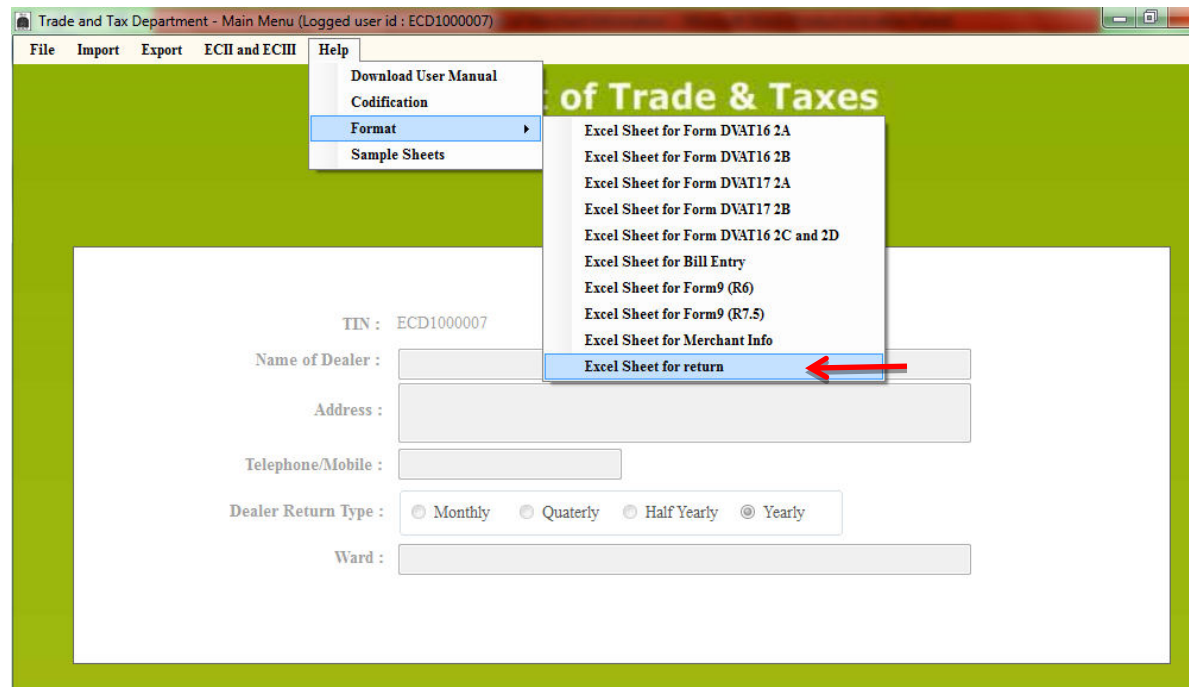 Trade and Tax Department - Main Menu (Logged user id : ECD1000007)
File Import Export ECII and ECIII Help
Download User Manual
Codification
Format
Sample Sheets
of Trade & Taxes
Excel Sheet for Form DVAT16 2A
Excel Sheet for Form DVAT16 2B
Excel Sheet for Form DVAT17 2A
Excel Sheet for Form DVAT17 2B
Excel Sheet for Form DVAT16 2C and 2D
Excel Sheet for Bill Entry
Excel Sheet for Form9 (R6)
Excel Sheet for Form9 (R7.5)
Excel Sheet for Merchant Info
Excel Sheet for return
TIN : ECD1000007
Name of Dealer :
Address :
Telephone/Mobile :
Dealer Return Type : Monthly Quaterly Half Yearly Yearly
Ward :